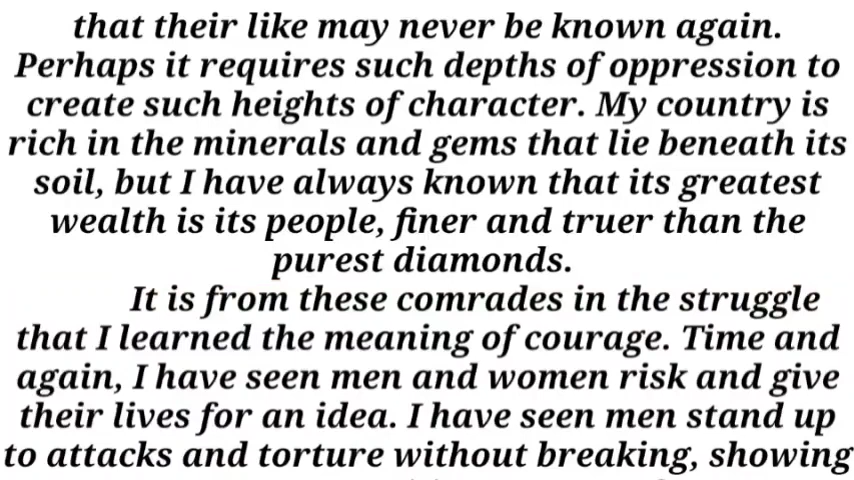 that their like may never be known again.
Perhaps it requires such depths of oppression to
create such heights of character. My country is
rich in the minerals and gems that lie beneath its
soil, but I have always known that its greatest
wealth is its people, finer and truer than the
purest diamonds.
It is from these comrades in the struggle
that I learned the meaning of courage. Time and
again, I have seen men and women risk and give
their lives for an idea. I have seen men stand up
to attacks and torture without breaking, showing